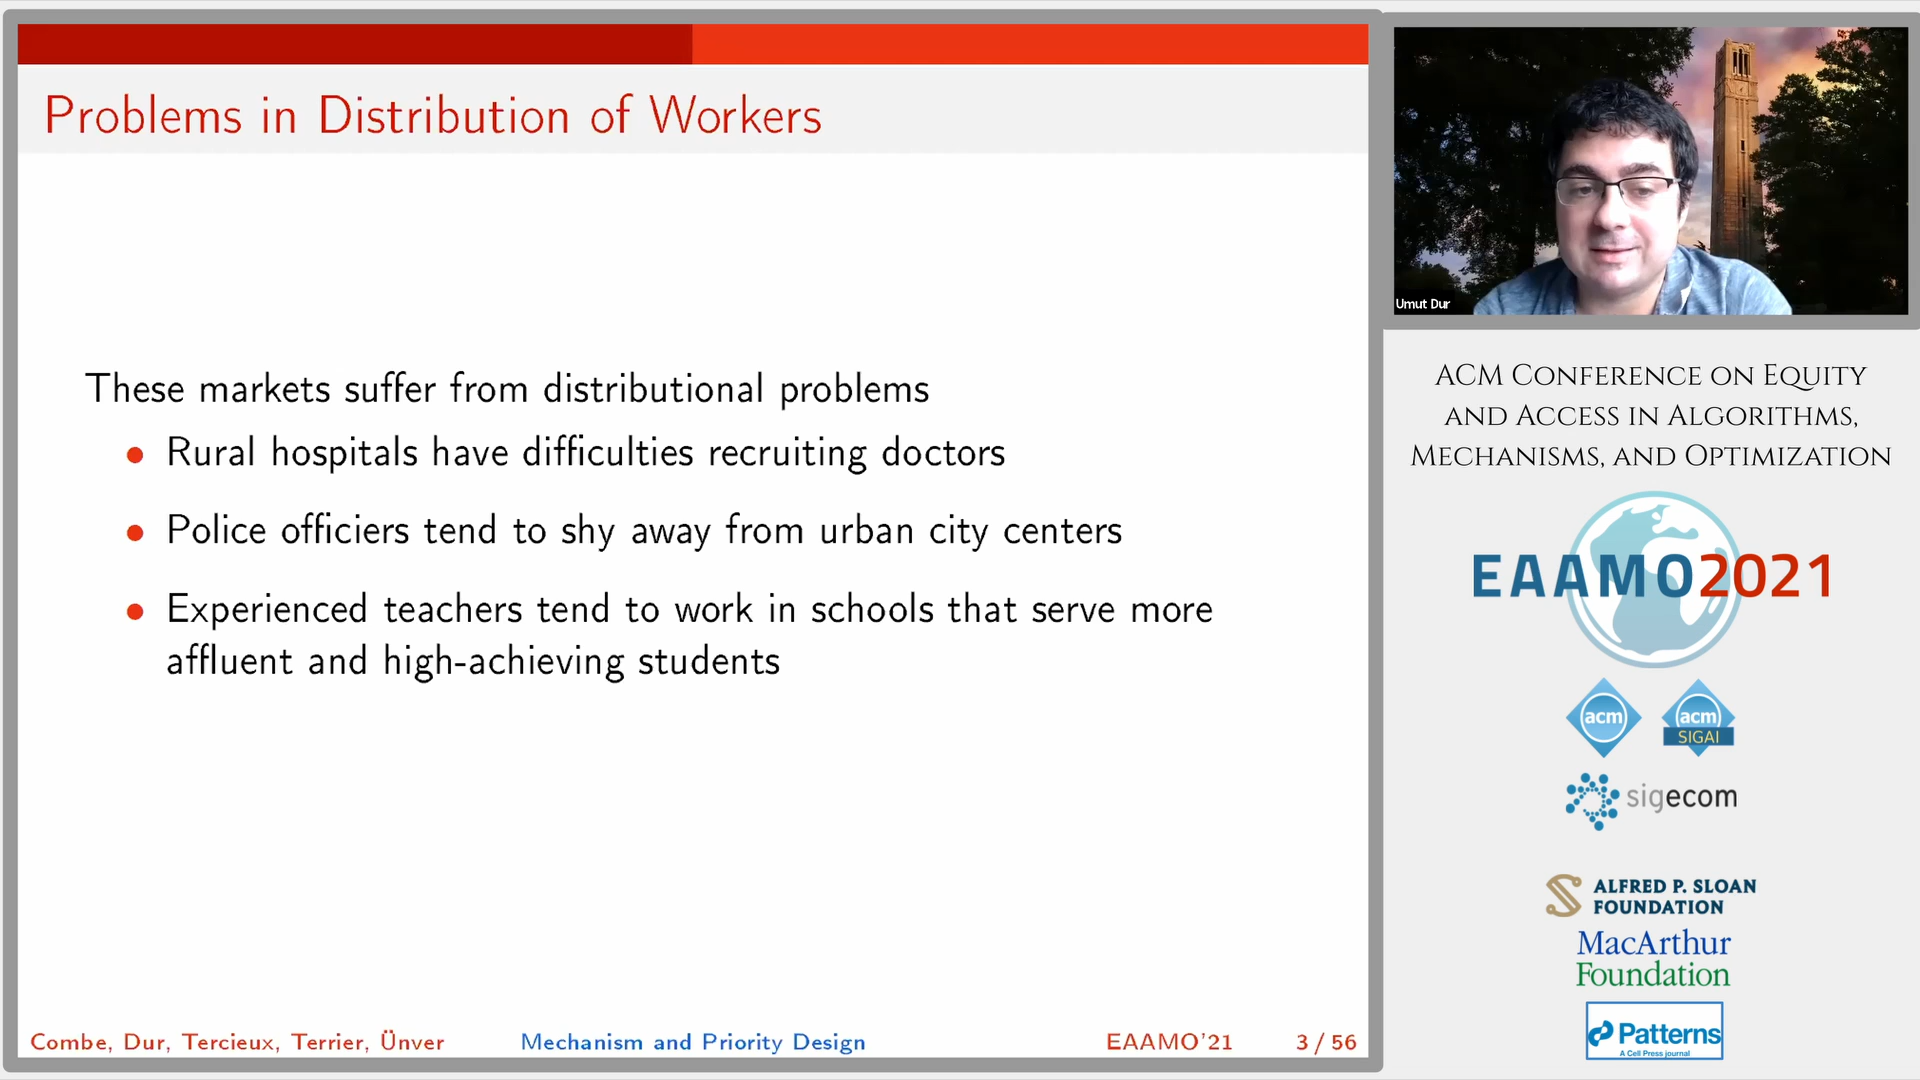 Problems in Distribution of Workers
These markets suffer from distributional problems
• Rural hospitals have difficulties recruiting doctors
• Police officiers tend to shy away from urban city centers
• Experienced teachers tend to work in schools that serve more
affluent and high-achieving students
Combe, Dur, Tercieux, Terrier, Ünver Mechanism and Priority Design EAAMO'21 3 / 56
Umut Dur
ACM Conference on Equity
and Access in Algorithms,
Mechanisms, and Optimization
EAAMO2021
acm
acm
SIGAI
sigecom
ALFRED P. SLOAN
FOUNDATION
MacArthur
Foundation
Patterns
A Cell Press journal